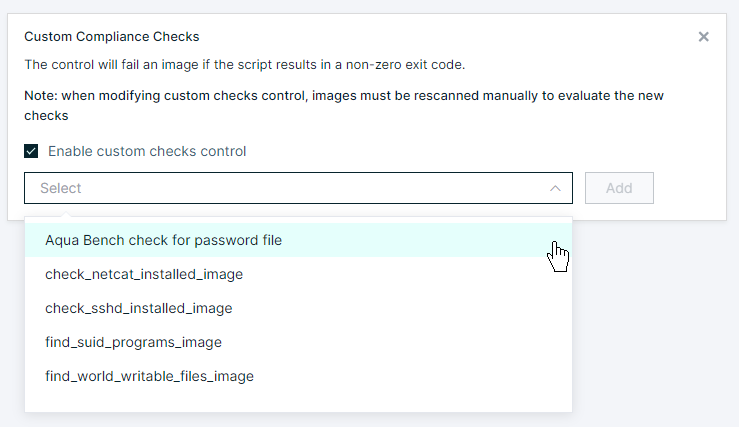 Custom Compliance Checks
The control will fail an image if the script results in a non-zero exit code.
Note: when modifying custom checks control, images must be rescanned manually to evaluate the new
checks
Enable custom checks control
Select
Add
Aqua Bench check for password file
check_netcat_installed_image
check_sshd_installed_image
find_suid_programs_image
find_world_writable_files_image